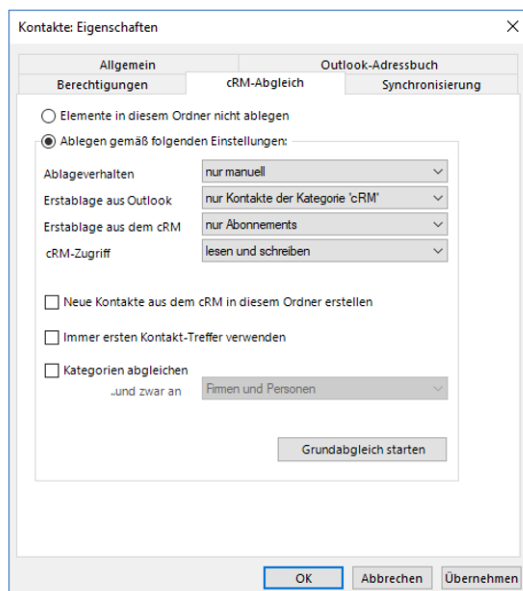 Kontakte: Eigenschaften
Allgemein
Outlook-Adressbuch
Berechtigungen
cRM-Abgleich
Synchronisierung
Elemente in diesem Ordner nicht ablegen
Ablegen gemäß folgenden Einstellungen:
Ablageverhalten nur manuell
Erstablage aus Outlook nur Kontakte der Kategorie 'cRM'
Erstablage aus dem cRM nur Abonnements
cRM-Zugriff lesen und schreiben
Neue Kontakte aus dem cRM in diesem Ordner erstellen
Immer ersten Kontakt-Treffer verwenden
Kategorien abgleichen
..und zwar an Firmen und Personen
Grundabgleich starten
OK Abbrechen Übernehmen